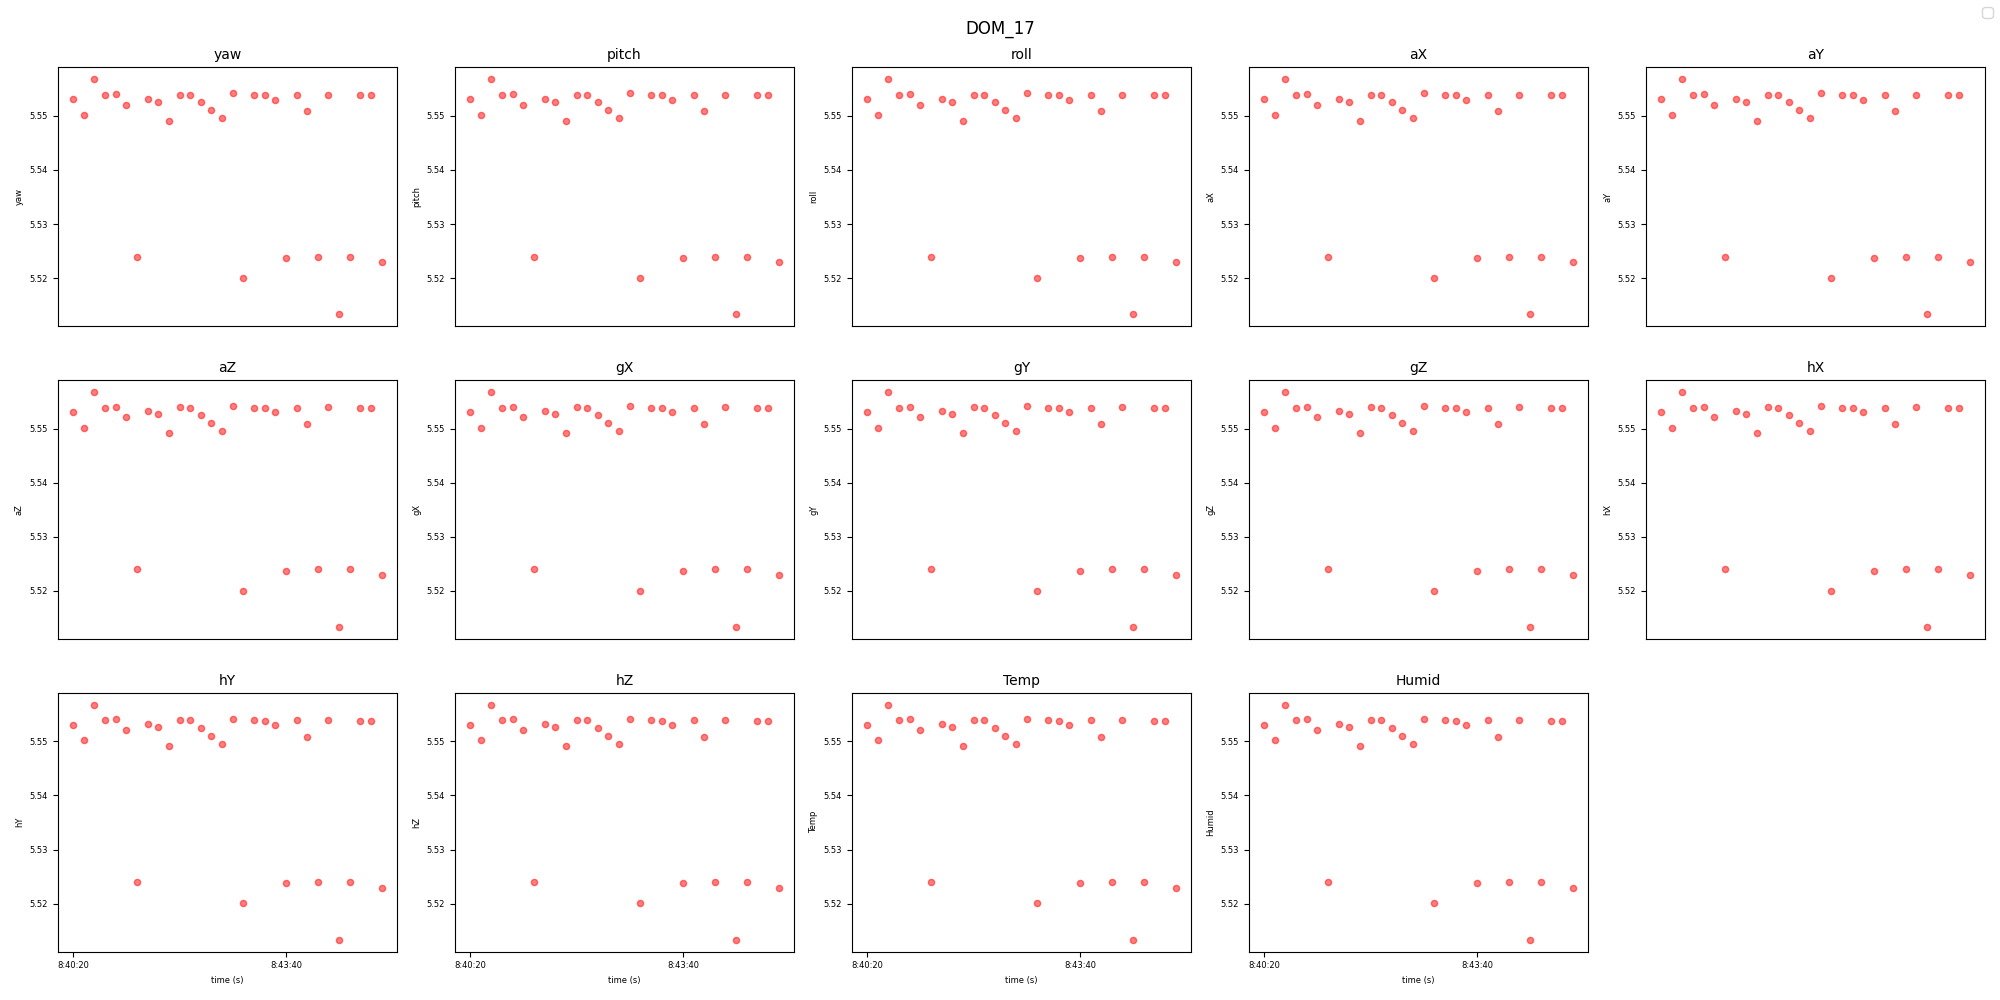 DOM_17
yaw
pitch
roll
aX
aY
5.55
5.54
5.53
5.52
yaw
5.55
5.54
5.53
5.52
pitch
5.55
5.54
5.53
5.52
roll
5.55
5.54
5.53
5.52
aX
5.55
5.54
5.53
5.52
aY
aZ
gX
gY
gZ
hX
5.55
5.54
5.53
5.52
aZ
5.55
5.54
5.53
5.52
gX
5.55
5.54
5.53
5.52
gY
5.55
5.54
5.53
5.52
gZ
5.55
5.54
5.53
5.52
hX
hY
hZ
Temp
Humid
5.55
5.54
5.53
5.52
hY
8:40:20
8:43:40
time (s)
5.55
5.54
5.53
5.52
hZ
8:40:20
8:43:40
time (s)
5.55
5.54
5.53
5.52
Temp
8:40:20
8:43:40
time (s)
5.55
5.54
5.53
5.52
Humid
8:40:20
8:43:40
time (s)